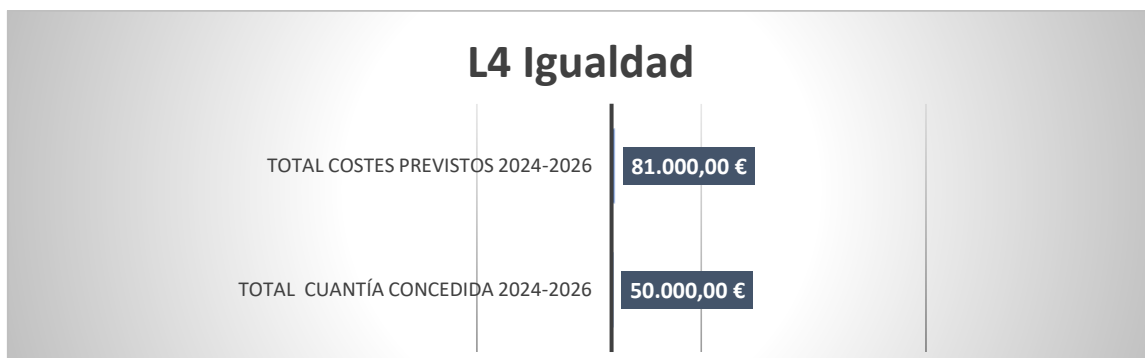 L4 Igualdad
TOTAL COSTES PREVISTOS 2024-2026
81.000,00 €
TOTAL CUANTÍA CONCEDIDA 2024-2026
50.000,00 €